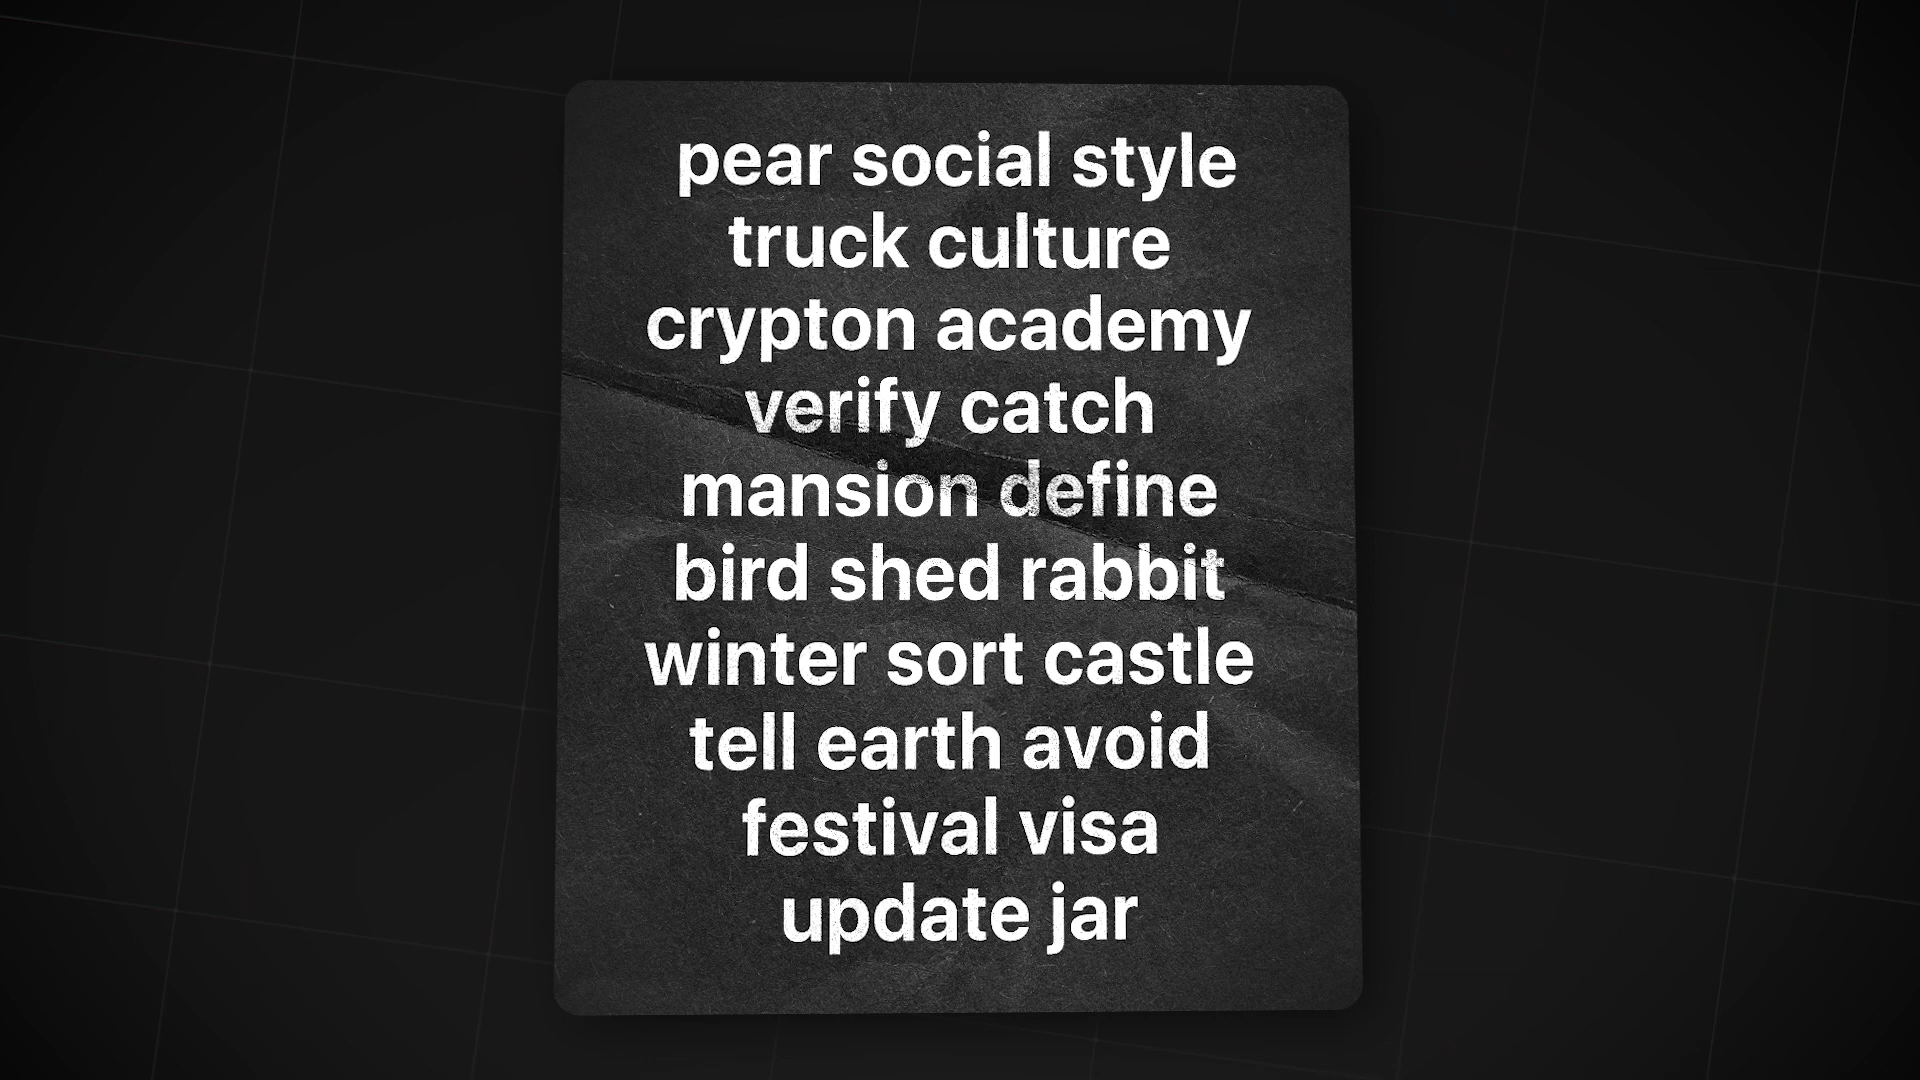 pear social style
truck culture
crypton academy
verify catch
mansion define
bird shed rabbit
winter sort castle
tell earth avoid
festival visa
update jar